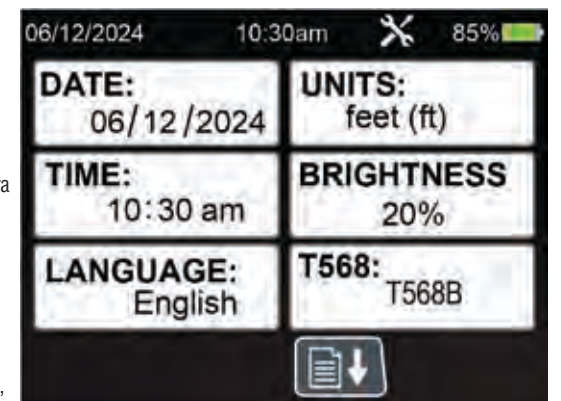 06/12/2024 10:30am 85%
DATE:
06/12/2024
UNITS:
feet (ft)
TIME:
10:30 am
BRIGHTNESS
20%
LANGUAGE:
English
T568:
T568B